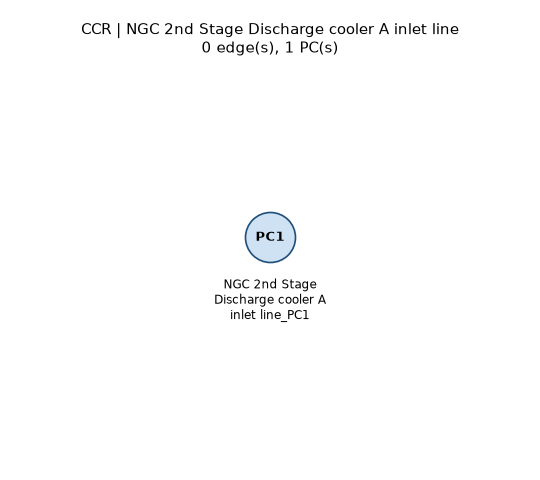 CCR | NGC 2nd Stage Discharge cooler A inlet line
0 edge(s), 1 PC(s)
PC1
NGC 2nd Stage
Discharge cooler A
inlet line_PC1